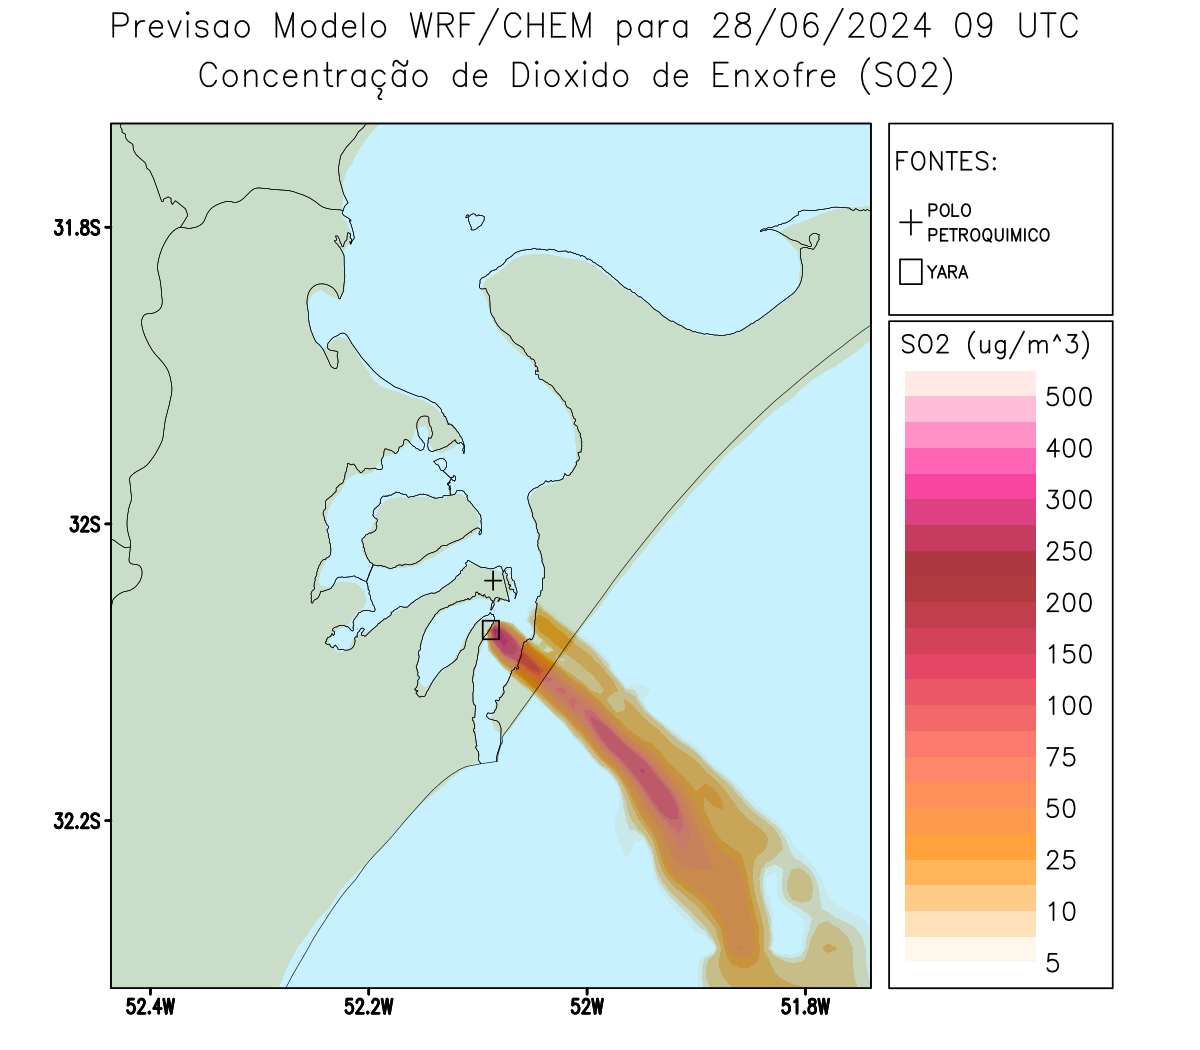 Previsao Modelo WRF/CHEM para 28/06/2024 09 UTC
Concentração de Dioxido de Enxofre (SO2)
FONTES:
POLO
PETROQUIMICO
YARA
31.8S
32S
32.2S
52.4W
52.2W
52W
51.8W
SO2 (ug/m^3)
500
400
300
250
200
150
100
75
50
25
10
5